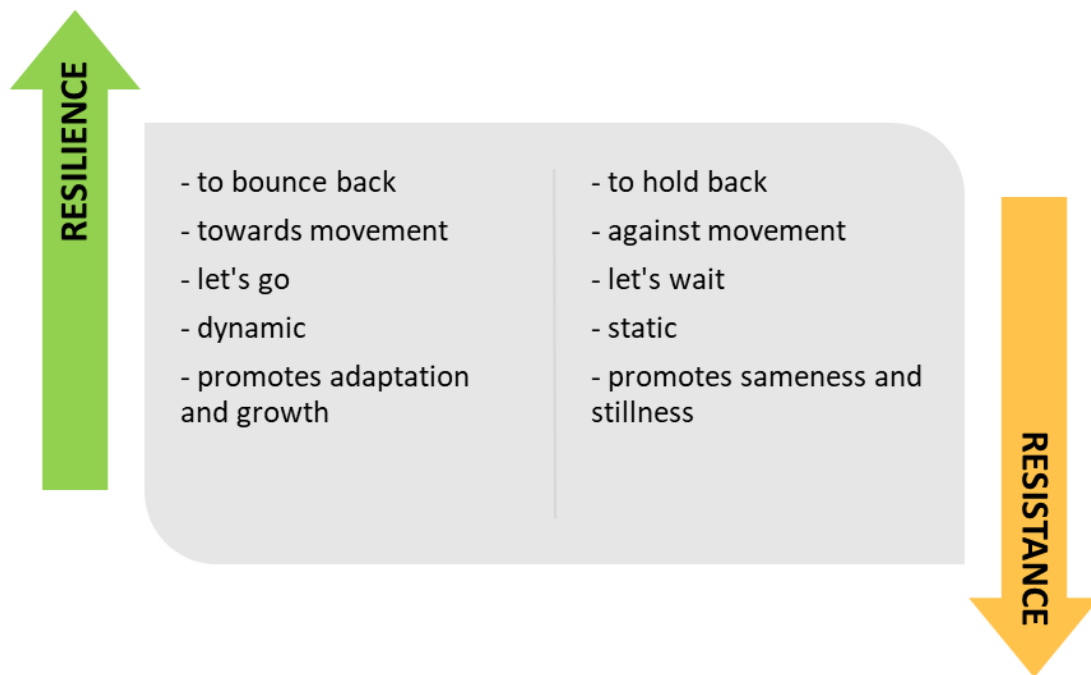 RESILIENCE
- to bounce back
- towards movement
- let's go
- dynamic
- promotes adaptation
and growth
- to hold back
- against movement
- let's wait
- static
- promotes sameness and
stillness
RESISTANCE